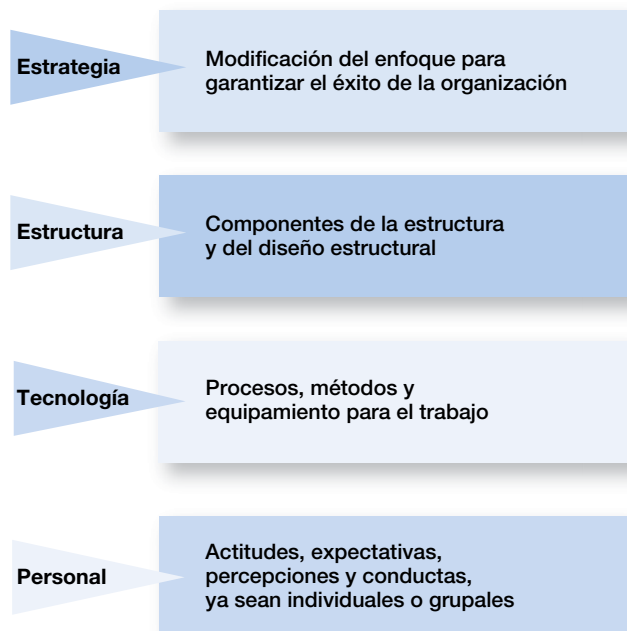 Estrategia
Modificación del enfoque para
garantizar el éxito de la organización
Estructura
Componentes de la estructura
y del diseño estructural
Tecnología
Procesos, métodos y
equipamiento para el trabajo
Personal
Actitudes, expectativas,
percepciones y conductas,
ya sean individuales o grupales